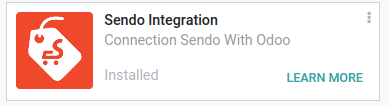 Sendo Integration
Connection Sendo With Odoo
Installed
LEARN MORE